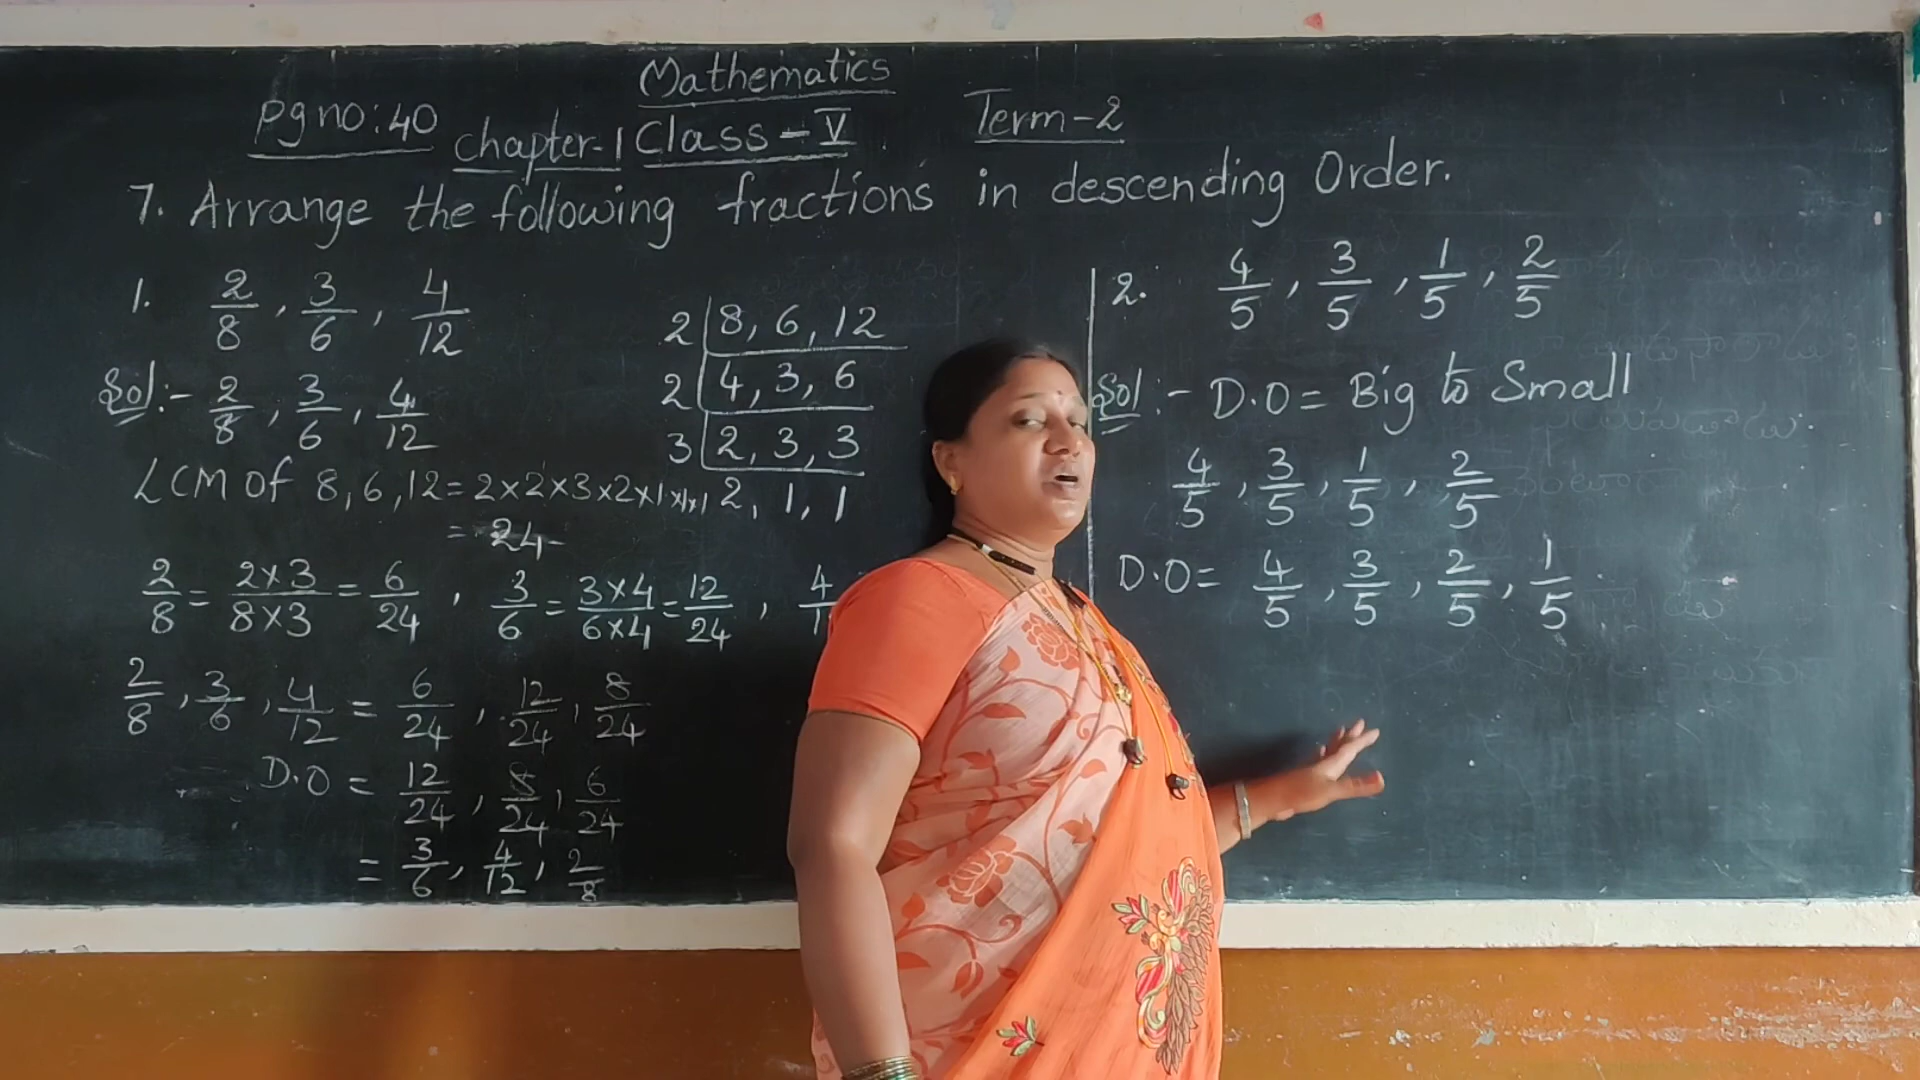 Mathematics
Pg no: 40
Chapter-1 Class - V
Term-2
7. Arrange the following fractions in descending Order.
1. 2/8, 3/6, 4/12
Sol:- 2/8, 3/6, 4/12
2 | 8, 6, 12
2 | 4, 3, 6
3 | 2, 3, 3
2, 1, 1
LCM of 8, 6, 12 = 2×2×3×2×1×1×1
= 24
2/8 = 2×3/8×3 = 6/24, 3/6 = 3×4/6×4 = 12/24,
2/8, 3/6, 4/12 = 6/24, 12/24, 8/24
D.O = 12/24, 8/24, 6/24
= 3/6, 4/12, 2/8
2. 4/5, 3/5, 1/5, 2/5
Sol:- D.O = Big to Small
4/5, 3/5, 1/5, 2/5
D.O = 4/5, 3/5, 2/5, 1/5